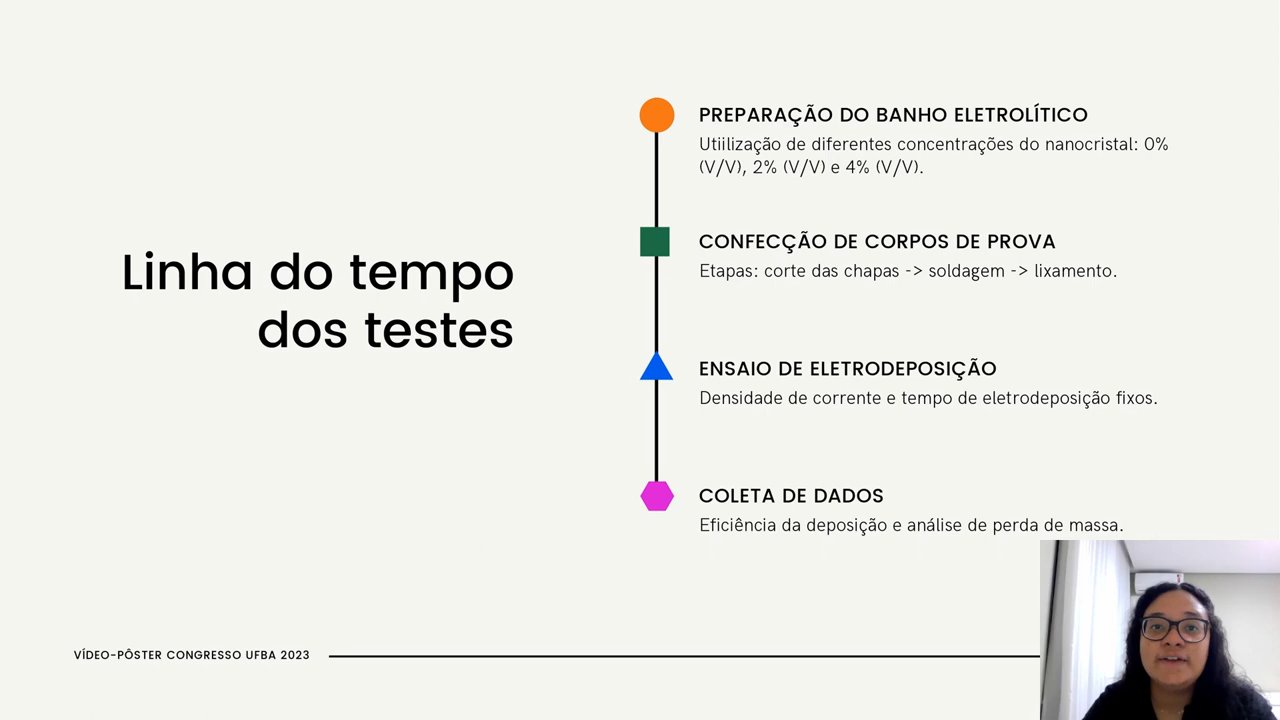 Linha do tempo
dos testes
PREPARAÇÃO DO BANHO ELETROLÍTICO
Utiilização de diferentes concentrações do nanocristal: 0%
(V/V), 2% (V/V) e 4% (V/V).
CONFECÇÃO DE CORPOS DE PROVA
Etapas: corte das chapas -> soldagem -> lixamento.
ENSAIO DE ELETRODEPOSIÇÃO
Densidade de corrente e tempo de eletrodeposição fixos.
COLETA DE DADOS
Eficiência da deposição e análise de perda de massa.
VÍDEO-PÔSTER CONGRESSO UFBA 2023